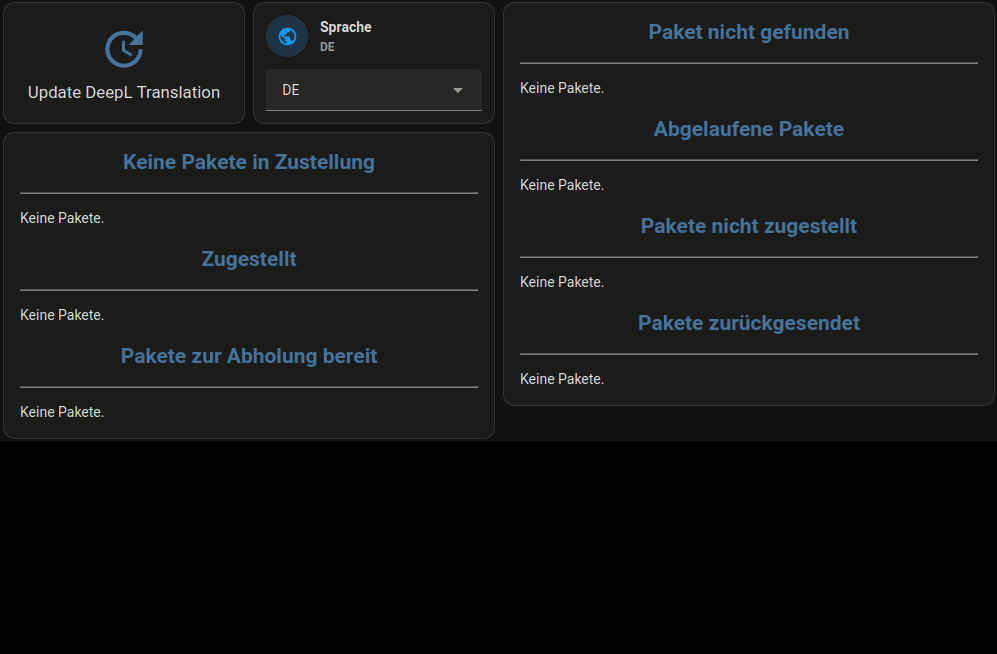 Update DeepL Translation
Sprache
DE
DE
Keine Pakete in Zustellung
Keine Pakete.
Zugestellt
Keine Pakete.
Pakete zur Abholung bereit
Keine Pakete.
Paket nicht gefunden
Keine Pakete.
Abgelaufene Pakete
Keine Pakete.
Pakete nicht zugestellt
Keine Pakete.
Pakete zurückgesendet
Keine Pakete.